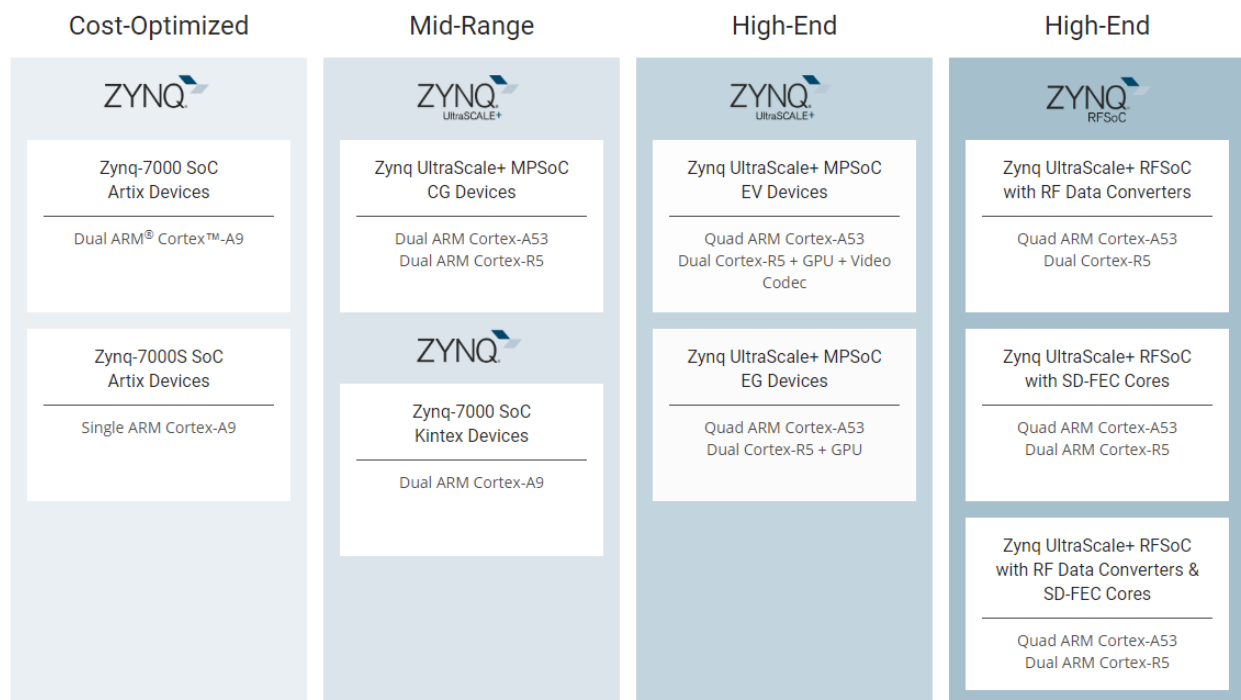 Cost-Optimized
ZYNQ
Zynq-7000 SoC
Artix Devices
Dual ARM® Cortex™-A9
Zynq-7000S SoC
Artix Devices
Single ARM Cortex-A9
Mid-Range
ZYNQ
UltraSCALE+
Zynq UltraScale+ MPSoC
CG Devices
Dual ARM Cortex-A53
Dual ARM Cortex-R5
ZYNQ
Zynq-7000 SoC
Kintex Devices
Dual ARM Cortex-A9
High-End
ZYNQ
UltraSCALE+
Zynq UltraScale+ MPSoC
EV Devices
Quad ARM Cortex-A53
Dual Cortex-R5 + GPU + Video
Codec
Zynq UltraScale+ MPSoC
EG Devices
Quad ARM Cortex-A53
Dual Cortex-R5 + GPU
High-End
ZYNQ
RFSoC
Zynq UltraScale+ RFSoC
with RF Data Converters
Quad ARM Cortex-A53
Dual Cortex-R5
Zynq UltraScale+ RFSoC
with SD-FEC Cores
Quad ARM Cortex-A53
Dual ARM Cortex-R5
Zynq UltraScale+ RFSoC
with RF Data Converters &
SD-FEC Cores
Quad ARM Cortex-A53
Dual ARM Cortex-R5